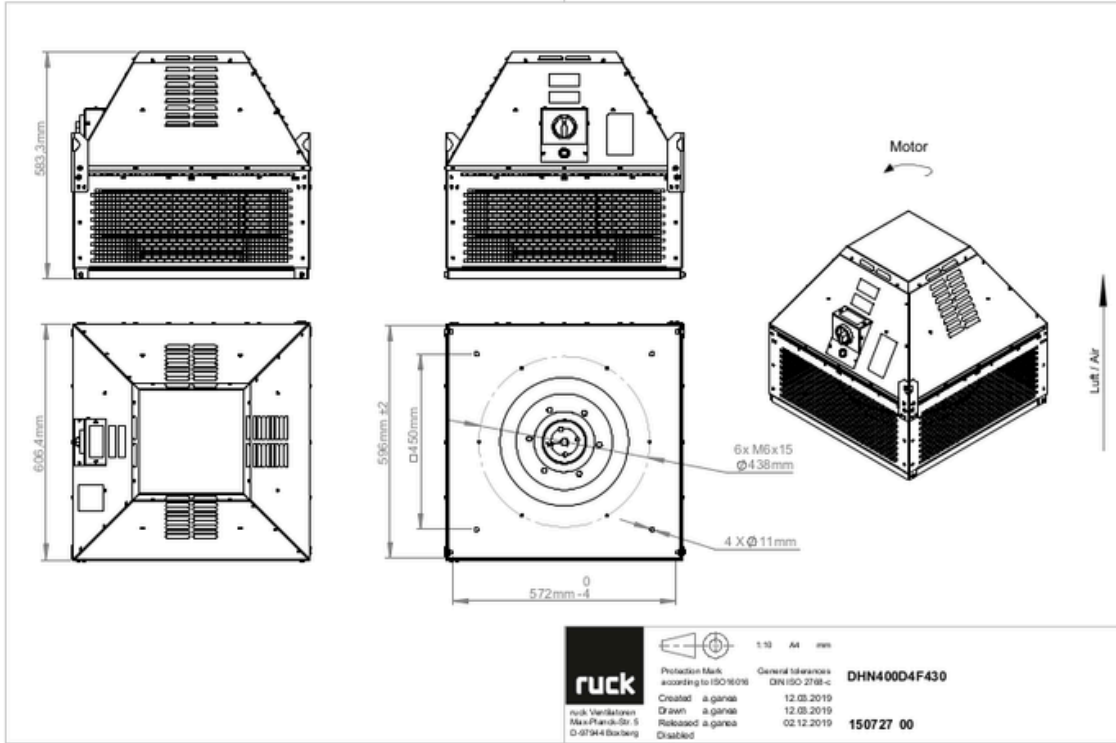 583,3mm
Motor
Luft / Air
606,4mm
596mm ±2
□450mm
6x M6x15
Ø438mm
4 X Ø11mm
0
572mm -4
ruck
ruck Ventilatoren
Max-Planck-Str. 5
D-97944 Boxberg
1:10 A4 mm
Protection Mark
according to ISO16016
General tolerances
DIN ISO 2768-c
DHN400D4F430
Created a.ganea 12.03.2019
Drawn a.ganea 12.03.2019
Released a.ganea 02.12.2019
Disabled
150727 00